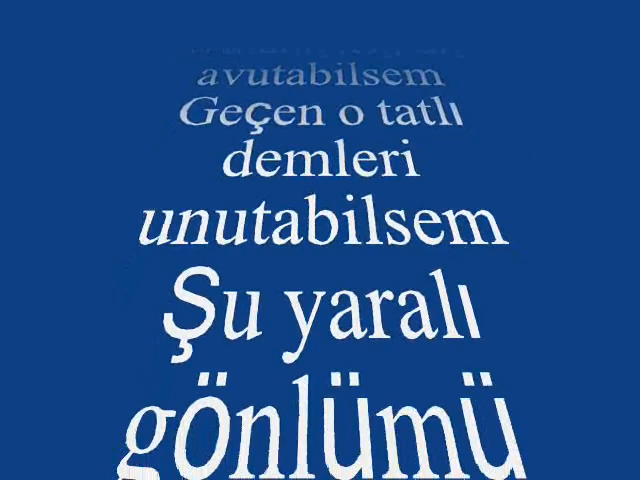 avutabilsem
Geçen o tatlı
demleri
unutabilsem
Şu yaralı
gönlümü